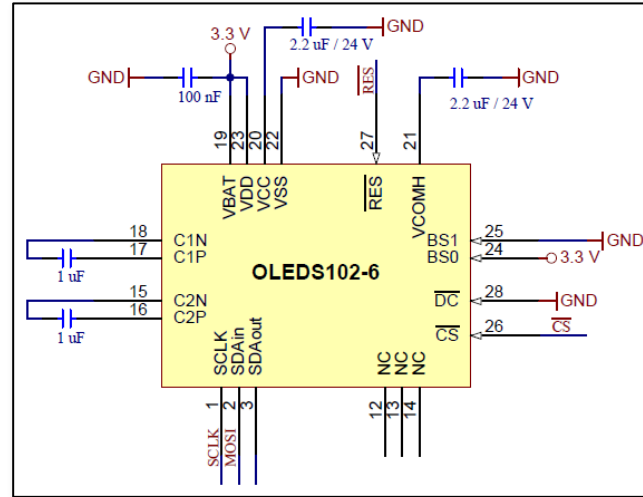 3.3 V
GND
100 nF
2.2 uF / 24 V
GND
GND
RES
2.2 uF / 24 V
GND
19
23
20
22
27
21
VBAT
VDD
VCC
VSS
RES
VCOMH
18
C1N
17
C1P
1 uF
15
C2N
16
C2P
1 uF
OLEDS102-6
BS1
25
GND
BS0
24
3.3 V
DC
28
GND
CS
26
CS
SCLK
SDAin
SDAout
NC
NC
NC
1
2
3
12
13
14
SCLK
MOSI